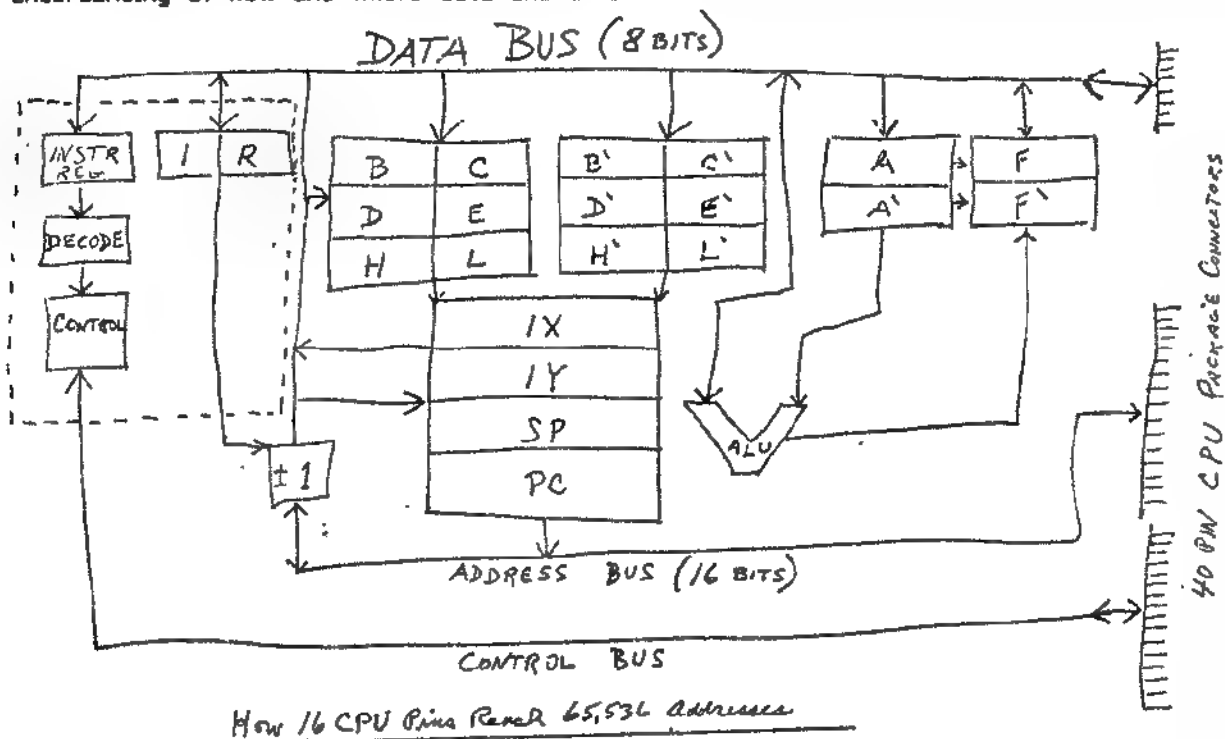 DATA BUS (8 BITS)
INSTR REG
I R
DECODE
CONTROL
B C
D E
H L
B' C'
D' E'
H' L'
A F
A' F'
IX
IY
SP
PC
± 1
ALU
ADDRESS BUS (16 BITS)
CONTROL BUS
40 PIN CPU PACKAGE CONNECTORS
How 16 CPU Pins Reach 65,536 Addresses